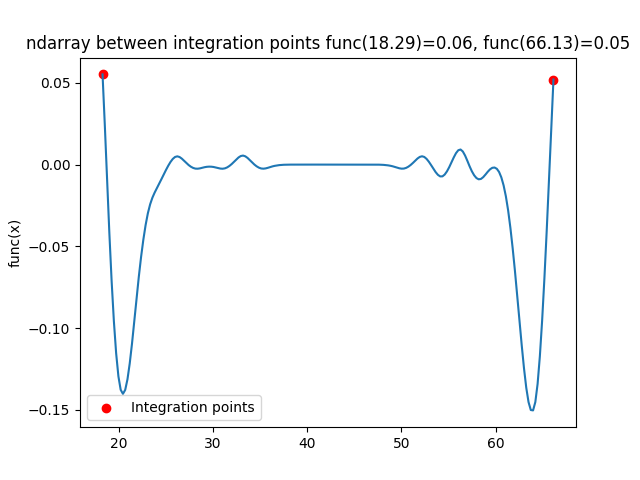 ndarray between integration points func(18.29)=0.06, func(66.13)=0.05
func(x)
0.05
0.00
−0.05
−0.10
−0.15
Integration points
20 30 40 50 60